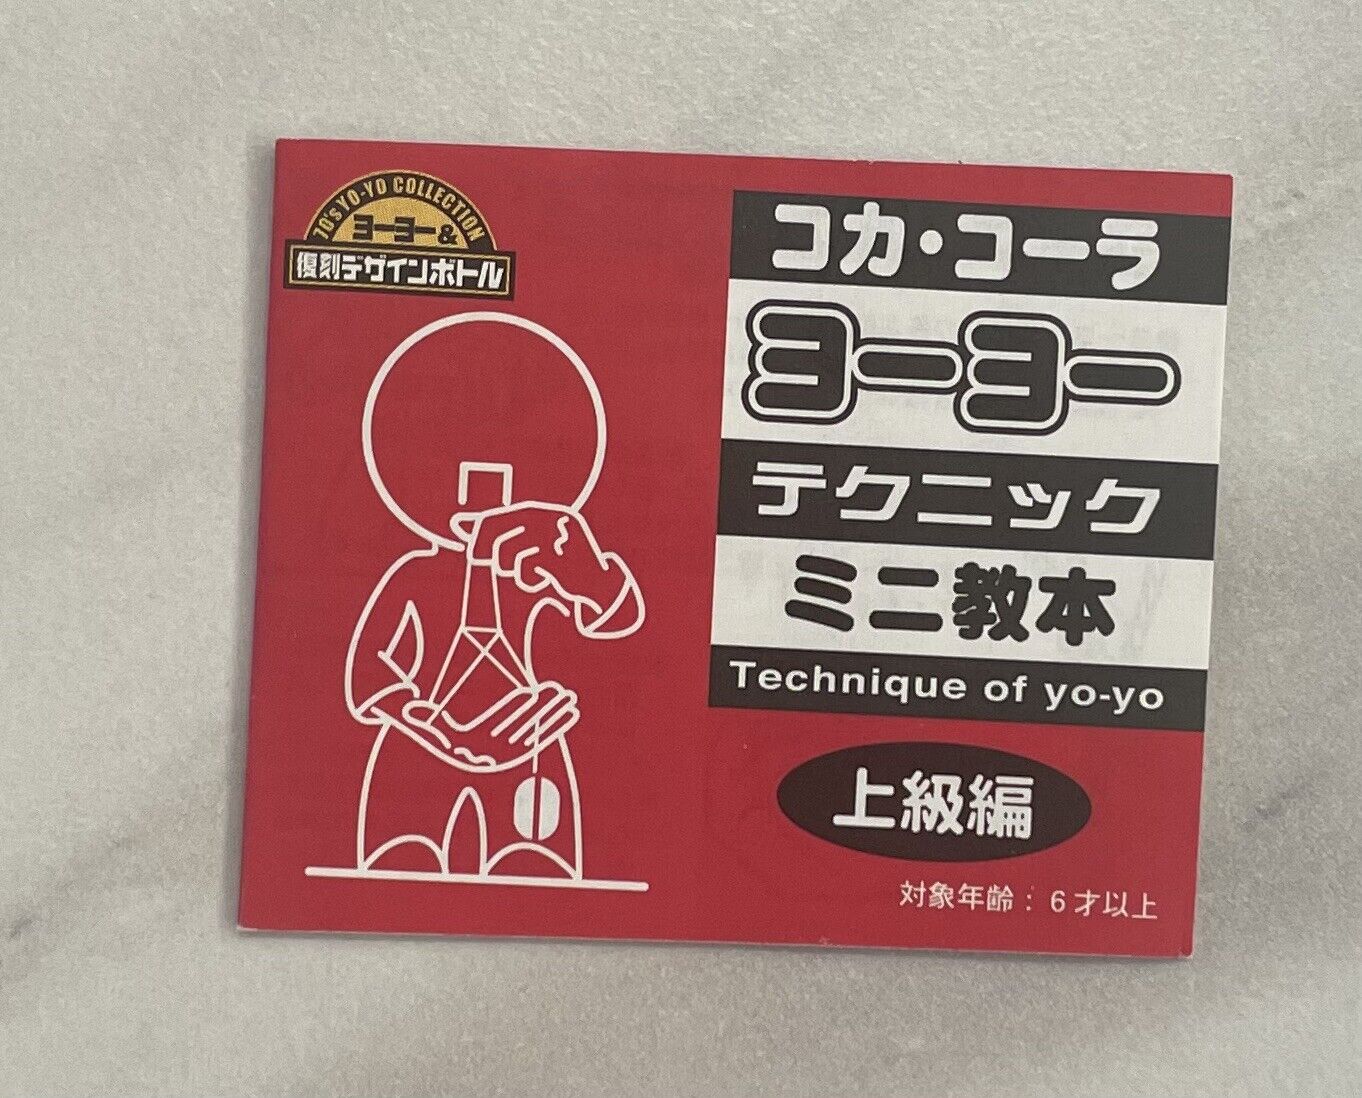 70's YO-YO COLLECTION
ヨーヨー&
復刻デザインボトル
コカ・コーラ
ヨーヨー
テクニック
ミニ教本
Technique of yo-yo
上級編
対象年齢：6才以上